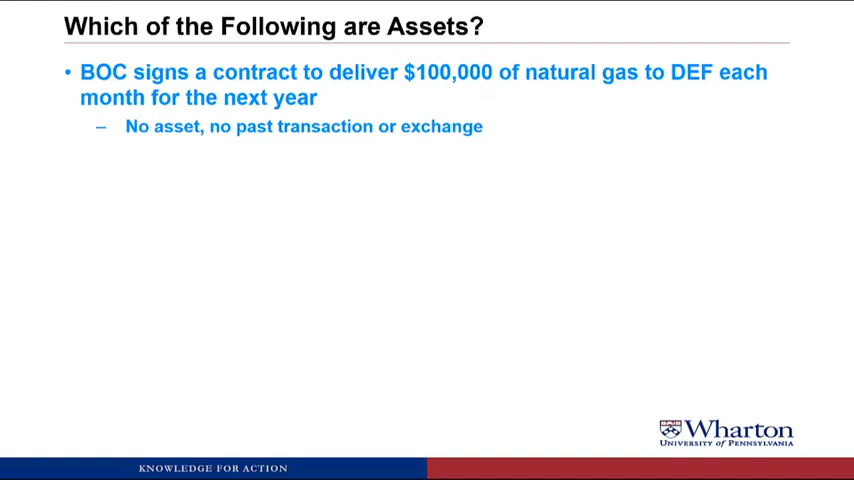 Which of the Following are Assets?
• BOC signs a contract to deliver $100,000 of natural gas to DEF each
month for the next year
– No asset, no past transaction or exchange
Wharton
UNIVERSITY of PENNSYLVANIA
KNOWLEDGE FOR ACTION